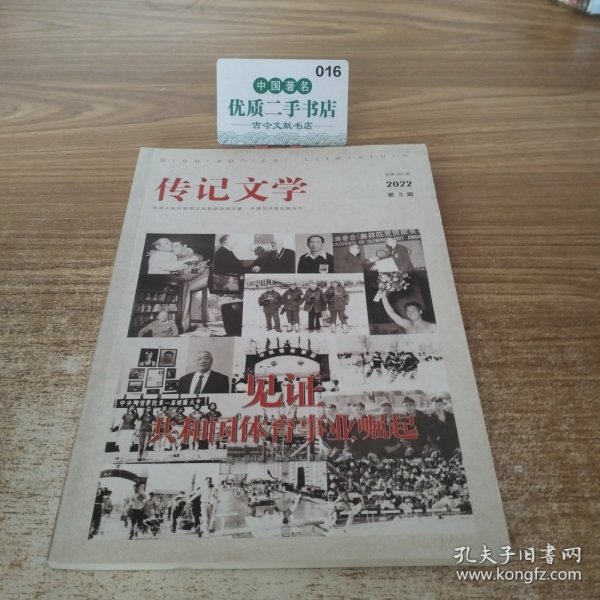 016
中国著名
优质二手书店
古今文献书店
Biographical Literature
传记文学
2022
第3期
见证
共和国体育事业崛起
孔夫子旧书网
www.kongfz.com